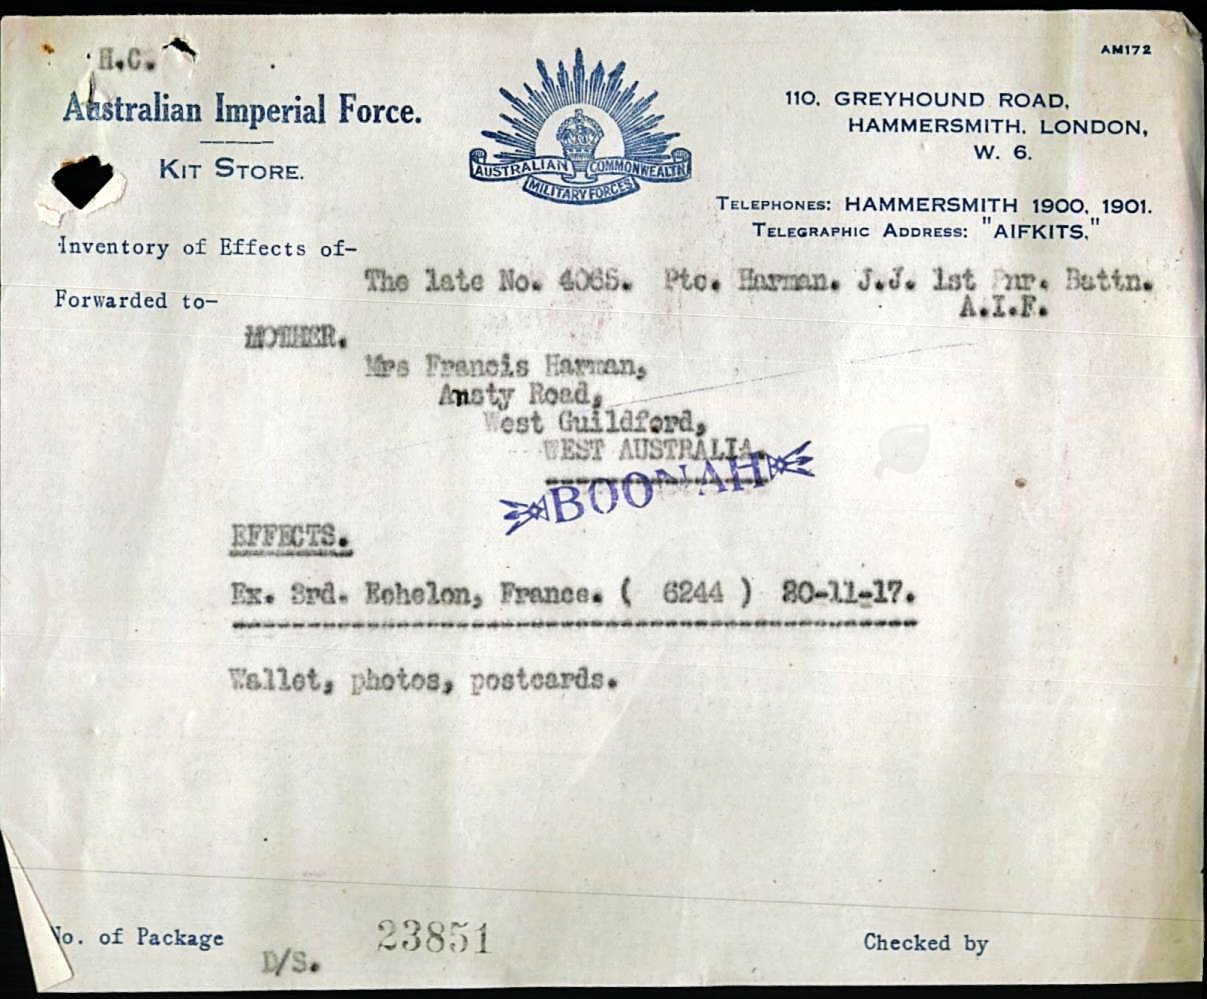 H.C.
AM172
Australian Imperial Force.
KIT STORE.
AUSTRALIAN COMMONWEALTH
MILITARY FORCES
110, GREYHOUND ROAD,
HAMMERSMITH, LONDON,
W. 6.
TELEPHONES: HAMMERSMITH 1900, 1901.
TELEGRAPHIC ADDRESS: "AIFKITS,"
Inventory of Effects of-
The late No. 4065. Ptc. Harman. J.J. 1st Pnr. Battn.
A.I.F.
Forwarded to-
MOTHER.
Mrs Francis Harman,
Ansty Road,
West Guildford,
WEST AUSTRALIA.
BOONAH
EFFECTS.
Ex. 3rd. Echelon, France. ( 6244 ) 20-11-17.
Wallet, photos, postcards.
No. of Package 23851
D/S.
Checked by